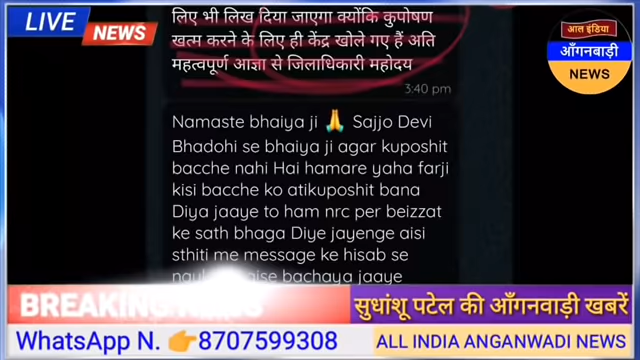 LIVE NEWS
लिए भी लिख दिया जाएगा क्योंकि कुपोषण
खत्म करने के लिए ही केंद्र खोले गए हैं अति
महत्वपूर्ण आज्ञा से जिलाधिकारी महोदय
3:40 pm
आल इंडिया
आँगनबाड़ी
NEWS
Namaste bhaiya ji 🙏 Sajjo Devi
Bhadohi se bhaiya ji agar kuposhit
bacche nahi Hai hamare yaha farji
kisi bacche ko atikuposhit bana
Diya jaaye to ham nrc per beizzat
ke sath bhaga Diye jayenge aisi
sthiti me message ke hisab se
bachaya jaaye
BREAKING NEWS
सुधांशू पटेल की आँगनबाड़ी खबरें
WhatsApp N. 👉8707599308
ALL INDIA ANGANWADI NEWS